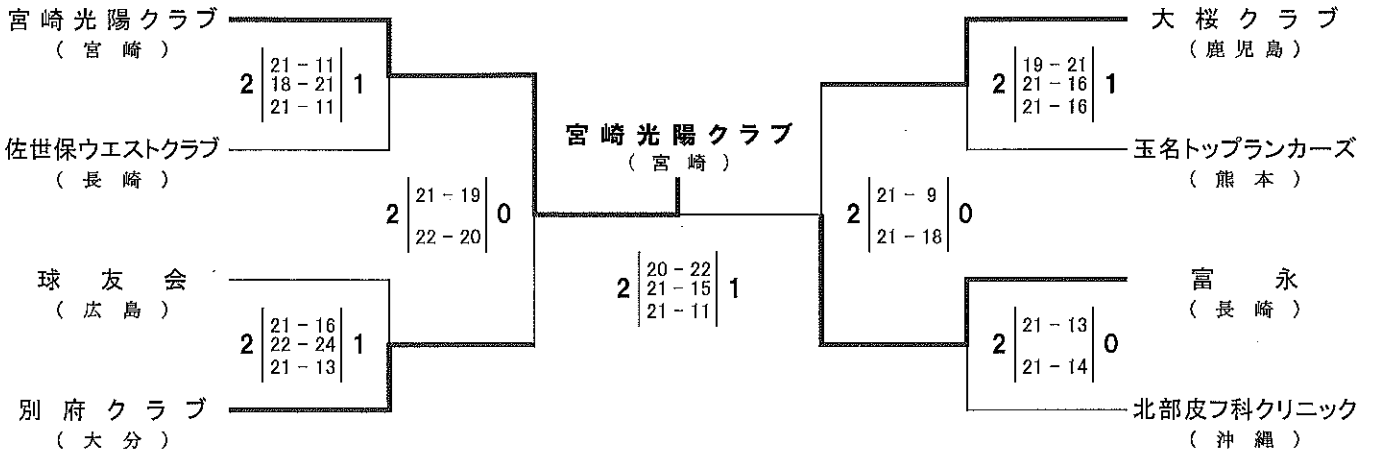 宮崎光陽クラブ
(宮崎)
2 21 - 11 1
18 - 21
21 - 11
佐世保ウエストクラブ
(長崎)
2 21 - 19 0
22 - 20
球友会
(広島)
2 21 - 16 1
22 - 24
21 - 13
別府クラブ
(大分)
宮崎光陽クラブ
(宮崎)
2 20 - 22 1
21 - 15
21 - 11
大桜クラブ
(鹿児島)
2 19 - 21 1
21 - 16
21 - 16
玉名トップランカーズ
(熊本)
2 21 - 9 0
21 - 18
富永
(長崎)
2 21 - 13 0
21 - 14
北部皮フ科クリニック
(沖縄)